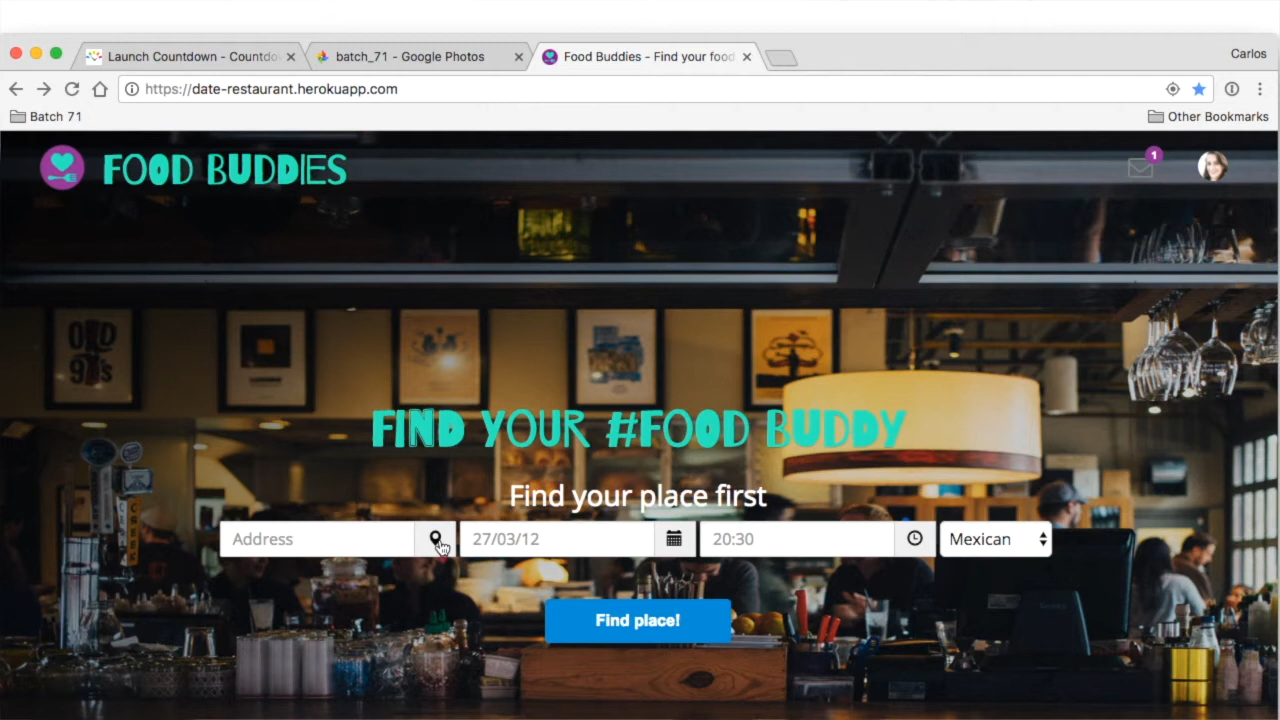 Launch Countdown - Countdo
batch_71 - Google Photos
Food Buddies - Find your food
Carlos
https://date-restaurant.herokuapp.com
Batch 71
Other Bookmarks
FOOD BUDDIES
1
OLD
97's
FIND YOUR #FOOD BUDDY
Find your place first
Address
27/03/12
20:30
Mexican
Find place!